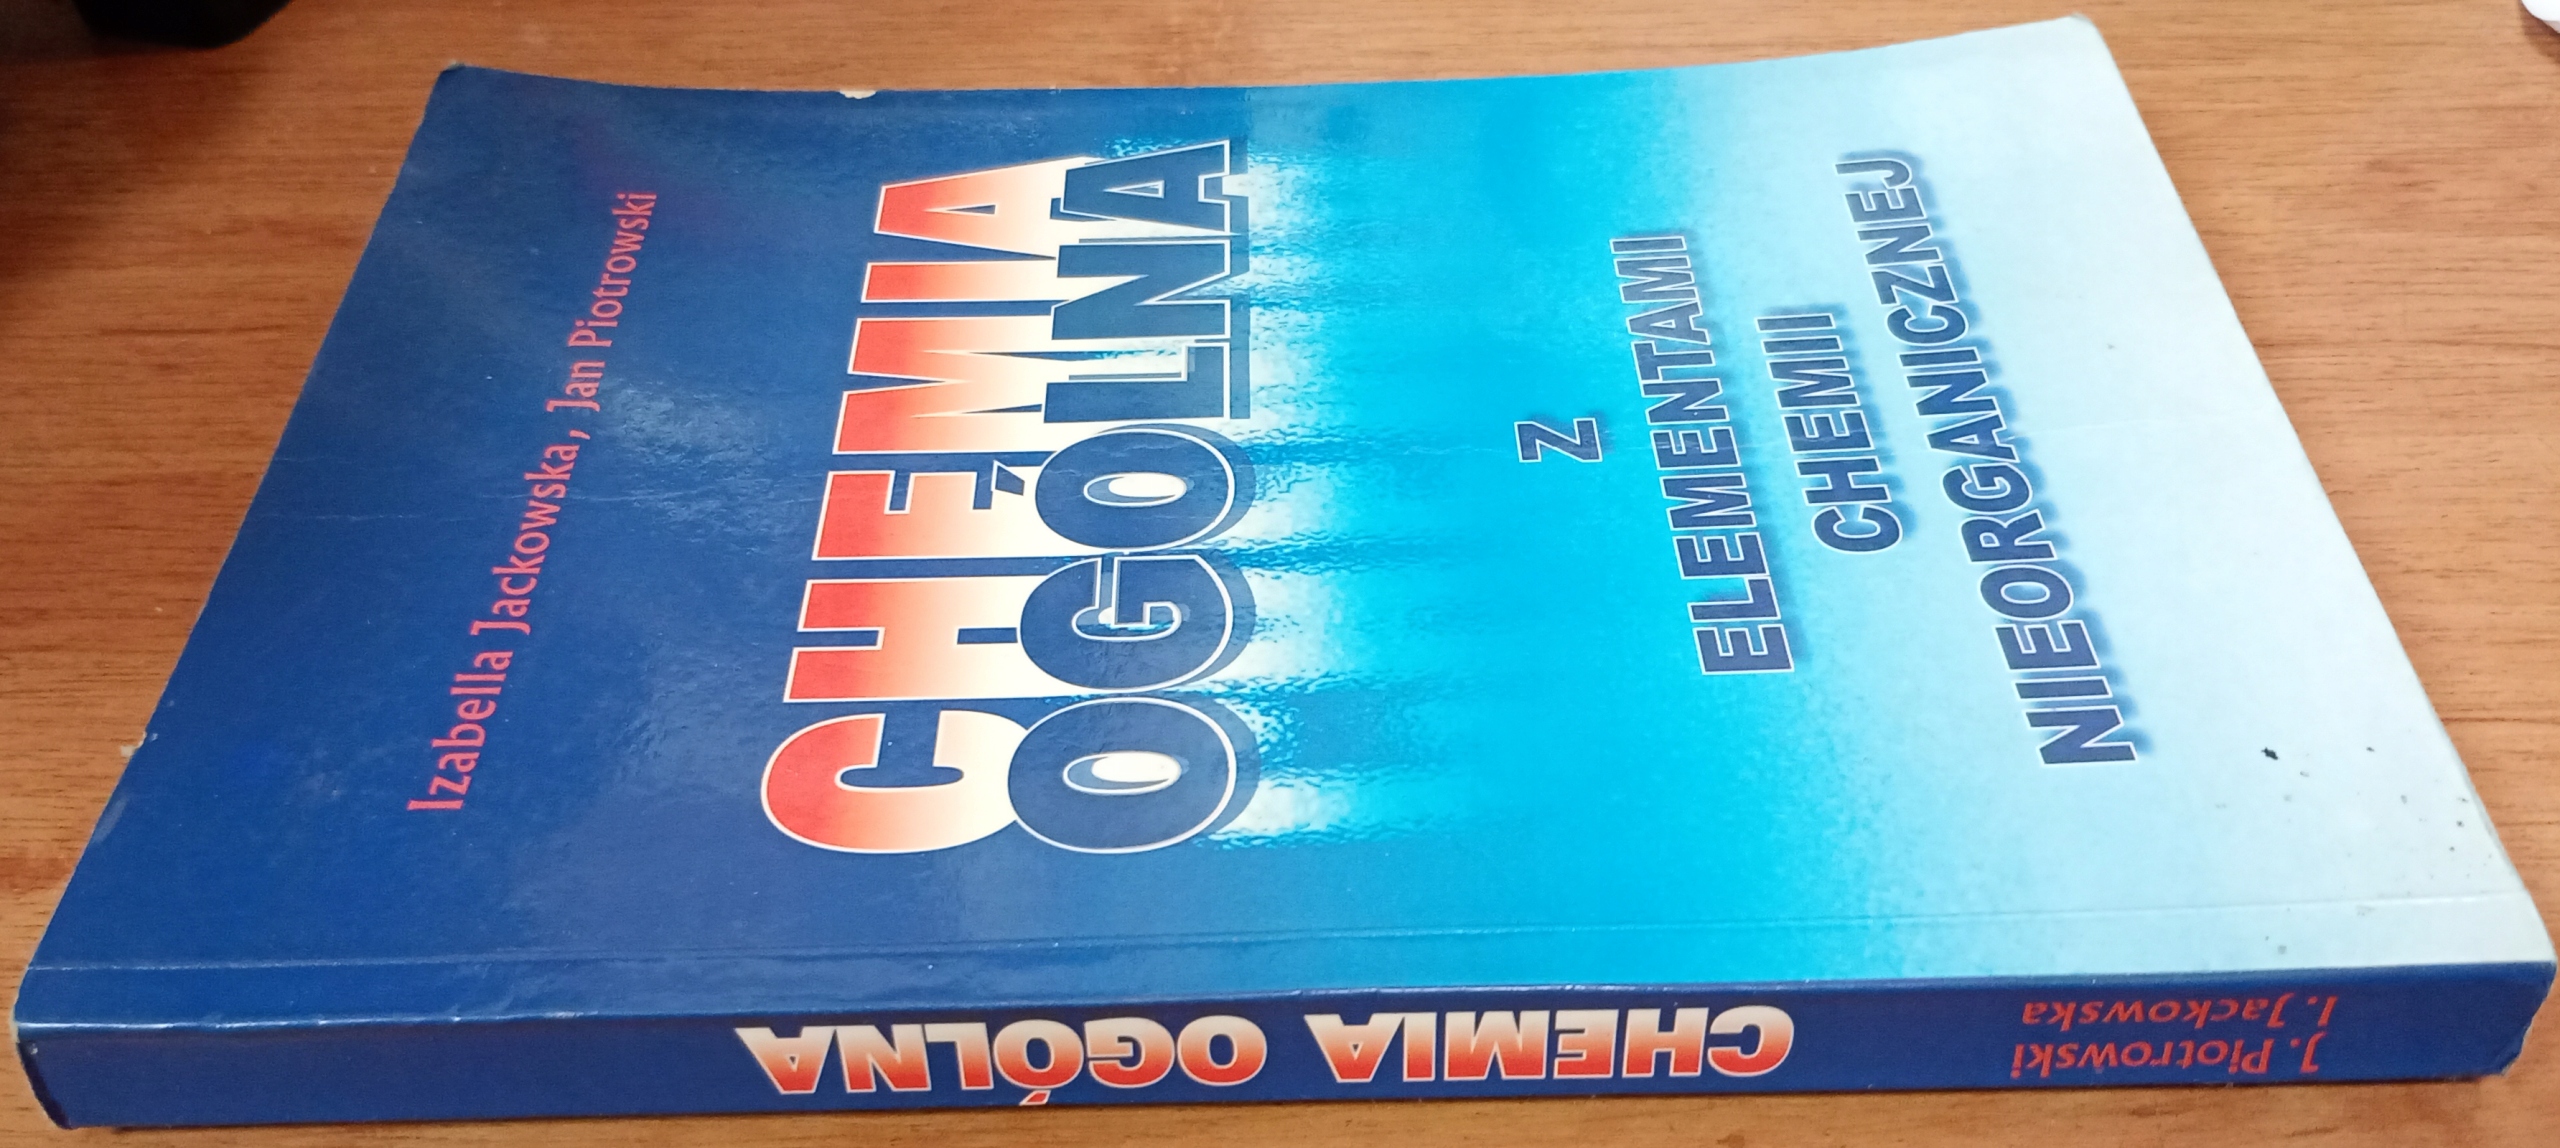 Izabella Jackowska, Jan Piotrowski
CHEMIA
OGÓLNA
Z
ELEMENTAMI
CHEMII
NIEORGANICZNEJ
I. Jackowska
J. Piotrowski
CHEMIA OGÓLNA